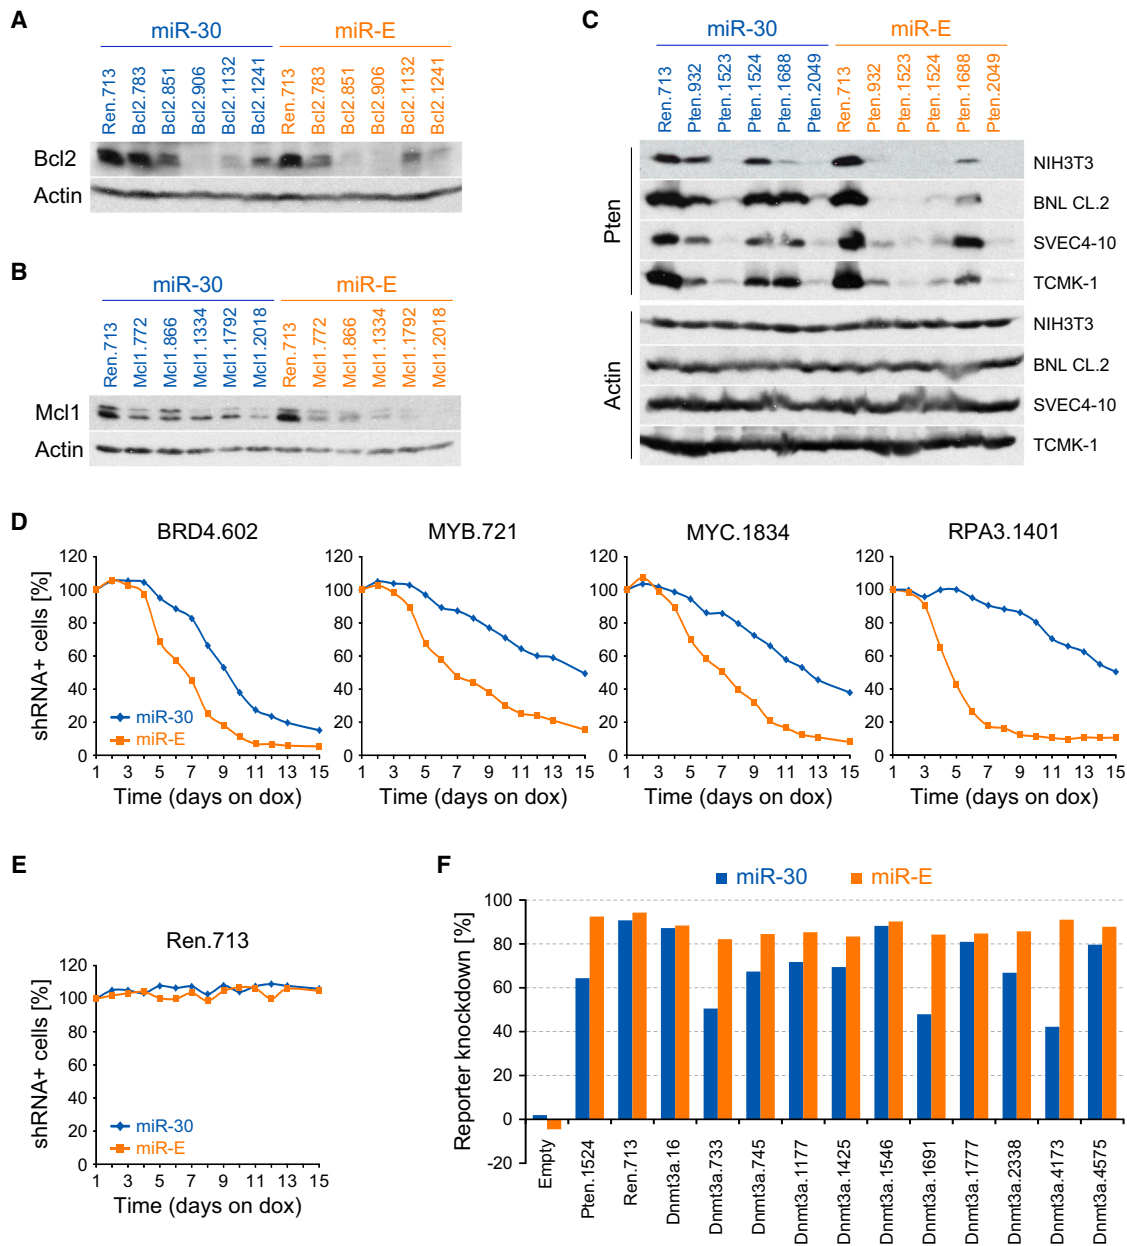 A
miR-30
miR-E
Ren.713
Bcl2.783
Bcl2.851
Bcl2.906
Bcl2.1132
Bcl2.1241
Ren.713
Bcl2.783
Bcl2.851
Bcl2.906
Bcl2.1132
Bcl2.1241
Bcl2
Actin
B
miR-30
miR-E
Ren.713
Mcl1.772
Mcl1.866
Mcl1.1334
Mcl1.1792
Mcl1.2018
Ren.713
Mcl1.772
Mcl1.866
Mcl1.1334
Mcl1.1792
Mcl1.2018
Mcl1
Actin
C
miR-30
miR-E
Ren.713
Pten.932
Pten.1523
Pten.1524
Pten.1688
Pten.2049
Ren.713
Pten.932
Pten.1523
Pten.1524
Pten.1688
Pten.2049
Pten
NIH3T3
BNL CL.2
SVEC4-10
TCMK-1
Actin
NIH3T3
BNL CL.2
SVEC4-10
TCMK-1
D
BRD4.602
shRNA+ cells [%]
120
100
80
60
40
20
0
miR-30
miR-E
1 3 5 7 9 11 13 15
Time (days on dox)
MYB.721
120
100
80
60
40
20
0
1 3 5 7 9 11 13 15
Time (days on dox)
MYC.1834
120
100
80
60
40
20
0
1 3 5 7 9 11 13 15
Time (days on dox)
RPA3.1401
120
100
80
60
40
20
0
1 3 5 7 9 11 13 15
Time (days on dox)
E
Ren.713
shRNA+ cells [%]
120
100
80
60
40
20
0
miR-30
miR-E
1 3 5 7 9 11 13 15
Time (days on dox)
F
miR-30
miR-E
Reporter knockdown [%]
100
80
60
40
20
0
-20
Empty
Pten.1524
Ren.713
Dnmt3a.16
Dnmt3a.733
Dnmt3a.745
Dnmt3a.1177
Dnmt3a.1425
Dnmt3a.1546
Dnmt3a.1691
Dnmt3a.1777
Dnmt3a.2338
Dnmt3a.4173
Dnmt3a.4575